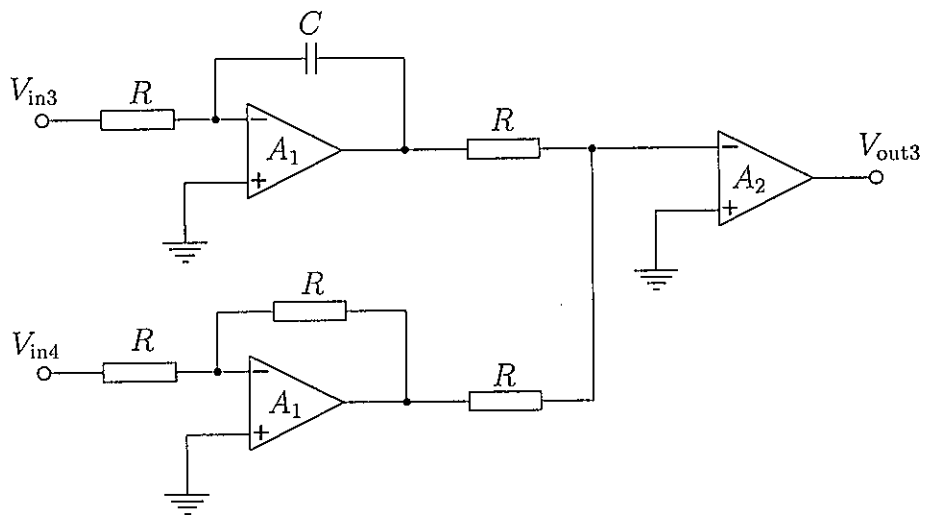 C
V_in3
R
−
A_1
+
R
−
A_2
+
V_out3
R
V_in4
R
−
A_1
+
R